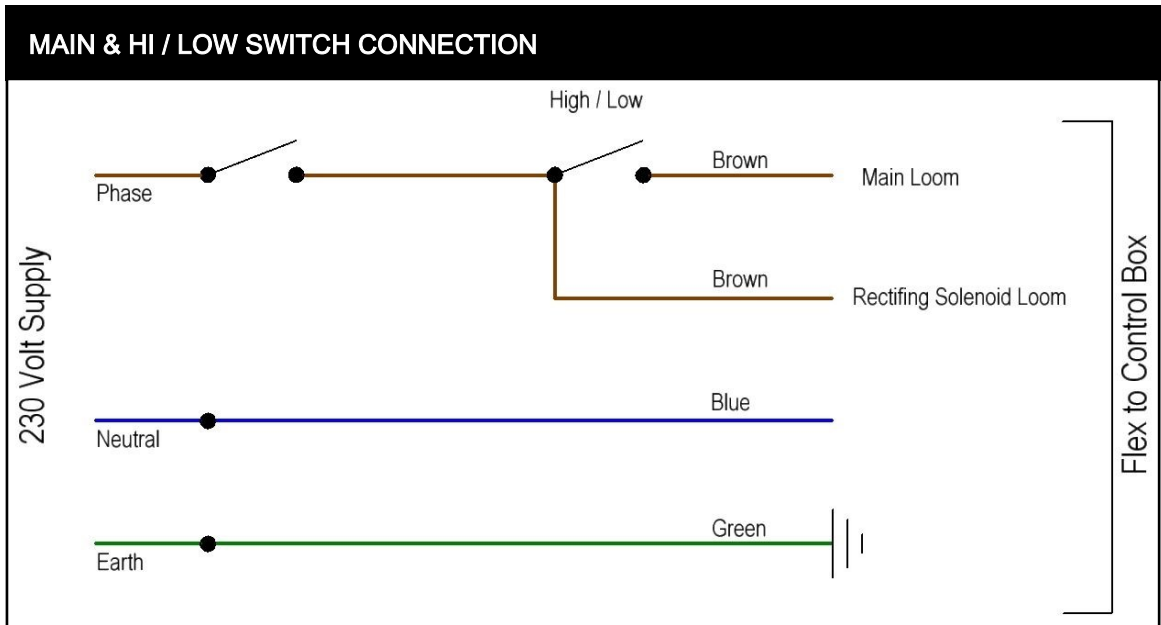 MAIN & HI / LOW SWITCH CONNECTION
High / Low
Brown
Main Loom
Phase
Brown
Rectifing Solenoid Loom
230 Volt Supply
Flex to Control Box
Blue
Neutral
Green
Earth